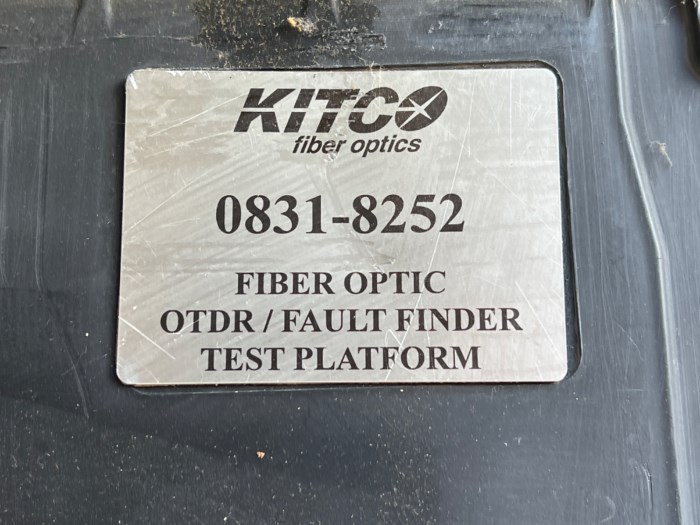 KITCO
fiber optics
0831-8252
FIBER OPTIC
OTDR / FAULT FINDER
TEST PLATFORM